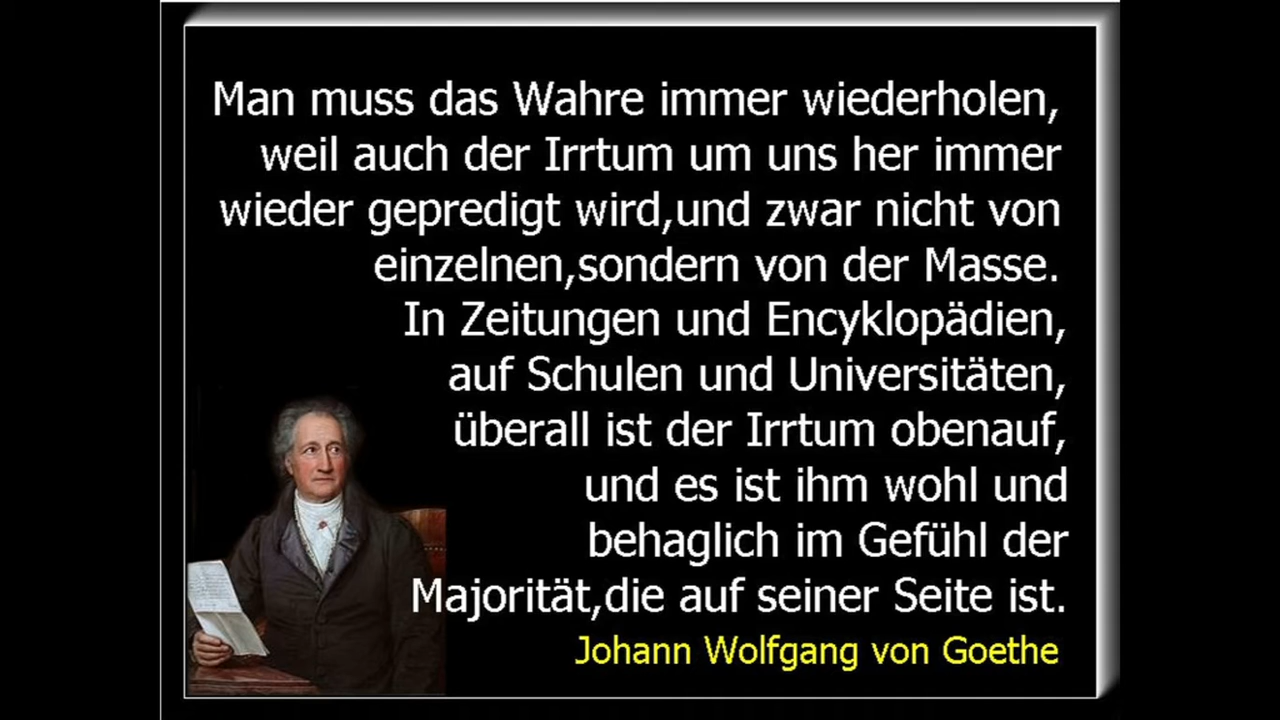 Man muss das Wahre immer wiederholen,
weil auch der Irrtum um uns her immer
wieder gepredigt wird,und zwar nicht von
einzelnen,sondern von der Masse.
In Zeitungen und Encyklopädien,
auf Schulen und Universitäten,
überall ist der Irrtum obenauf,
und es ist ihm wohl und
behaglich im Gefühl der
Majorität,die auf seiner Seite ist.
Johann Wolfgang von Goethe